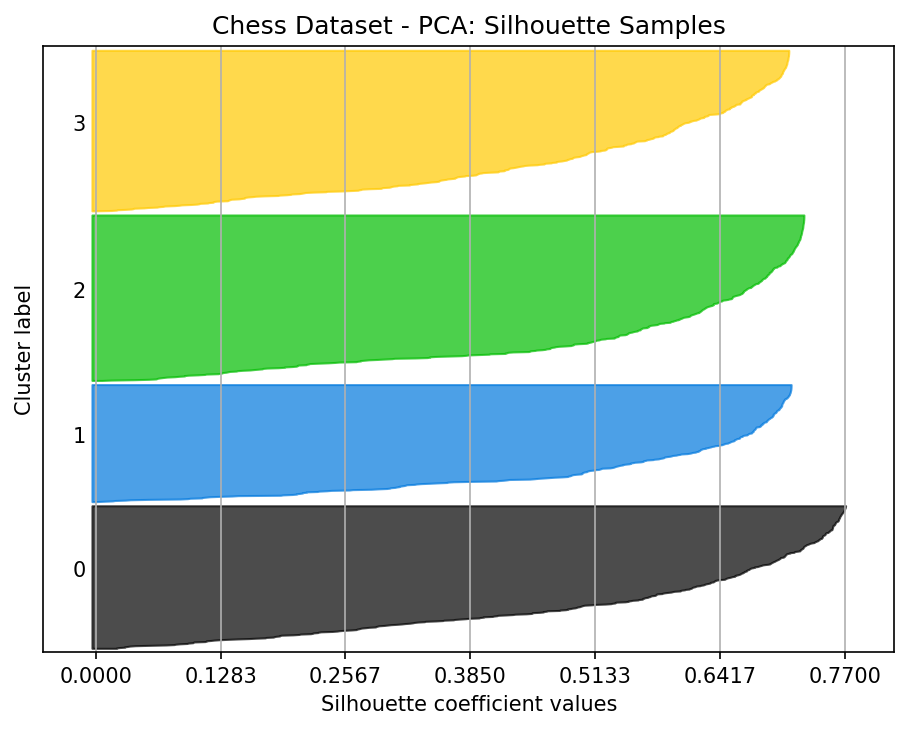 Chess Dataset - PCA: Silhouette Samples
Cluster label
3
2
1
0
0.0000 0.1283 0.2567 0.3850 0.5133 0.6417 0.7700
Silhouette coefficient values